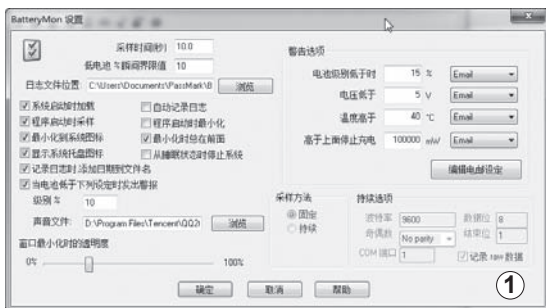 BatteryMon 设置
采样时间(秒) 10.0
低电池 %瞬间界限值 10
日志文件位置: C:\Users\Documents\PassMark\B 浏览
系统启动时加载 自动记录日志
程序启动时采样 程序启动时最小化
最小化到系统图标 最小化时总在前面
显示系统托盘图标 从睡眠状态时停止系统
记录日志时,添加日期到文件名
当电池低于下列设定时发出警报
级别 % 10
声音文件: D:\Program Files\Tencent\QQ2( 浏览
窗口最小化时的透明度
0% 100%
警告选项
电池级别低于时 15 % Email
电压低于 5 V Email
温度高于 40 ℃ Email
高于上面停止充电 100000 mW Email
编辑电邮设定
采样方法
固定
持续
持续选项
波特率 9600 数据位 8
奇偶数 No parity 结束位 1
COM 端口 1 记录 raw 数据
确定 取消 帮助
1